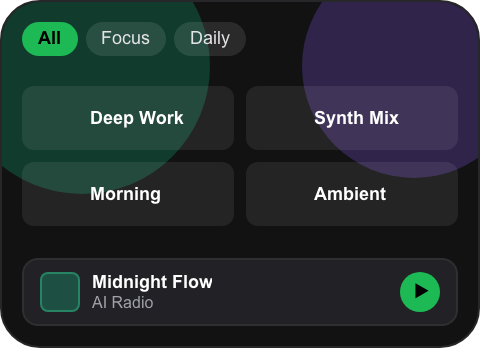 All Focus Daily
Deep Work Synth Mix
Morning Ambient
Midnight Flow
AI Radio